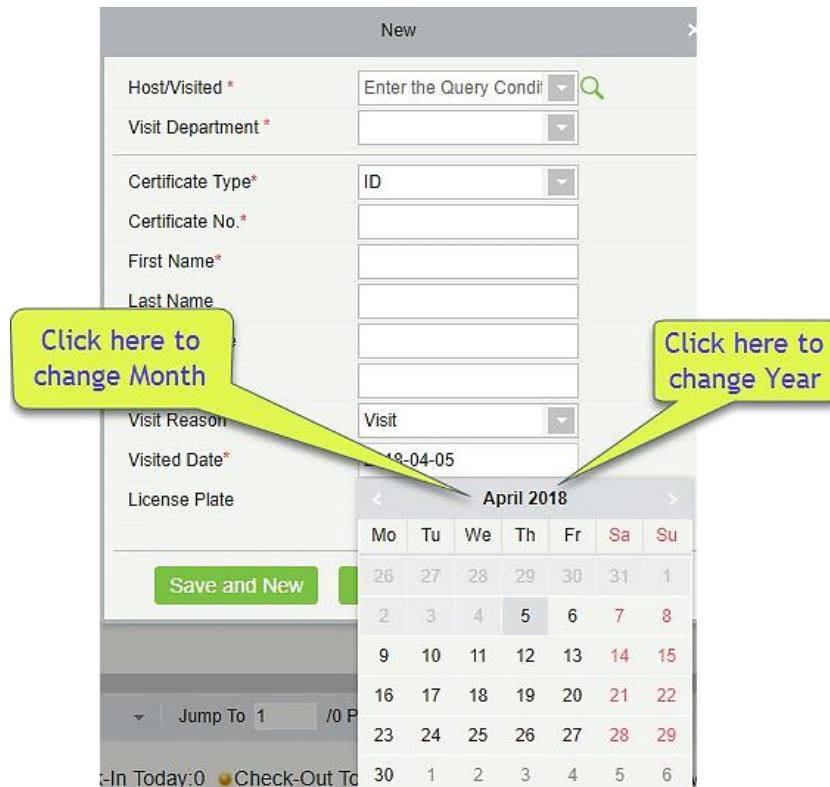 New
Host/Visited *
Enter the Query Condit
Visit Department *
Certificate Type*
ID
Certificate No.*
First Name*
Last Name
Click here to
change Month
Click here to
change Year
Visit Reason
Visit
Visited Date*
18-04-05
License Plate
April 2018
Mo Tu We Th Fr Sa Su
26 27 28 29 30 31 1
Save and New
2 3 4 5 6 7 8
9 10 11 12 13 14 15
16 17 18 19 20 21 22
Jump To 1 /0 P
23 24 25 26 27 28 29
30 1 2 3 4 5 6
-In Today:0 Check-Out To